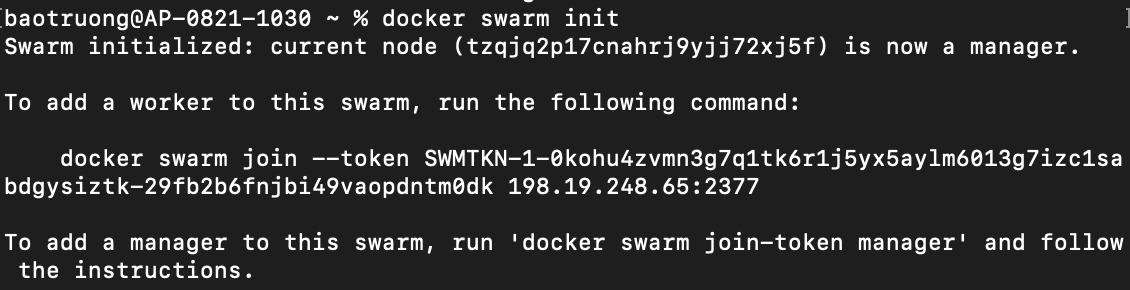 [baotruong@AP-0821-1030 ~ % docker swarm init
Swarm initialized: current node (tzqjq2p17cnahrj9yjj72xj5f) is now a manager.
To add a worker to this swarm, run the following command:
docker swarm join --token SWMTKN-1-0kohu4zvmn3g7q1tk6r1j5yx5aylm6013g7izc1sa
bdgysiztk-29fb2b6fnjbi49vaopdntm0dk 198.19.248.65:2377
To add a manager to this swarm, run 'docker swarm join-token manager' and follow
the instructions.